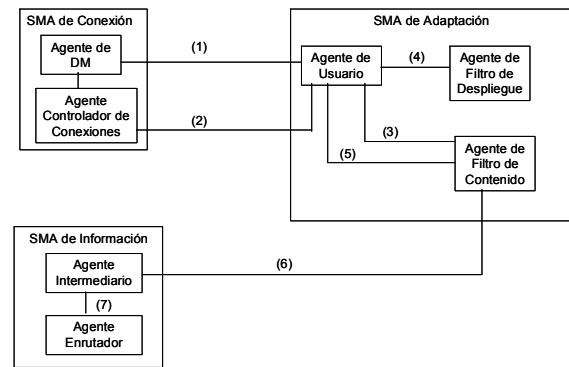 SMA de Conexión
Agente de
DM
Agente
Controlador de
Conexiones
(1)
(2)
SMA de Adaptación
Agente de
Usuario
(4)
Agente de
Filtro de
Despliegue
(3)
(5)
Agente de
Filtro de
Contenido
SMA de Información
Agente
Intermediario
(6)
(7)
Agente
Enrutador